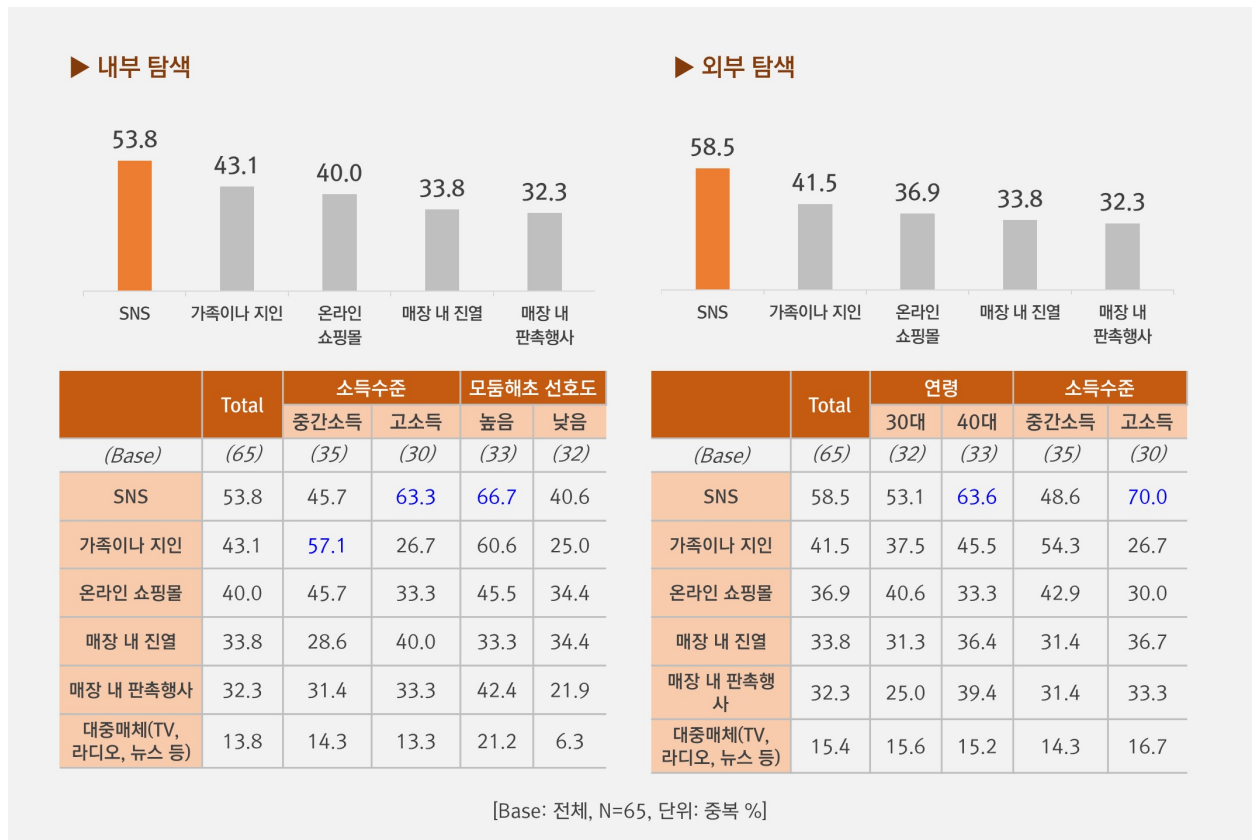 ▶ 내부 탐색
53.8
43.1
40.0
33.8
32.3
SNS
가족이나 지인
온라인
쇼핑몰
매장 내 진열
매장 내
판촉행사
Total
소득수준
모둠해초 선호도
중간소득
고소득
높음
낮음
(Base) (65) (35) (30) (33) (32)
SNS 53.8 45.7 63.3 66.7 40.6
가족이나 지인 43.1 57.1 26.7 60.6 25.0
온라인 쇼핑몰 40.0 45.7 33.3 45.5 34.4
매장 내 진열 33.8 28.6 40.0 33.3 34.4
매장 내 판촉행사 32.3 31.4 33.3 42.4 21.9
대중매체(TV,
라디오, 뉴스 등) 13.8 14.3 13.3 21.2 6.3
▶ 외부 탐색
58.5
41.5
36.9
33.8
32.3
SNS
가족이나 지인
온라인
쇼핑몰
매장 내 진열
매장 내
판촉행사
Total
연령
소득수준
30대
40대
중간소득
고소득
(Base) (65) (32) (33) (35) (30)
SNS 58.5 53.1 63.6 48.6 70.0
가족이나 지인 41.5 37.5 45.5 54.3 26.7
온라인 쇼핑몰 36.9 40.6 33.3 42.9 30.0
매장 내 진열 33.8 31.3 36.4 31.4 36.7
매장 내 판촉행
사 32.3 25.0 39.4 31.4 33.3
대중매체(TV,
라디오, 뉴스 등) 15.4 15.6 15.2 14.3 16.7
[Base: 전체, N=65, 단위: 중복 %]